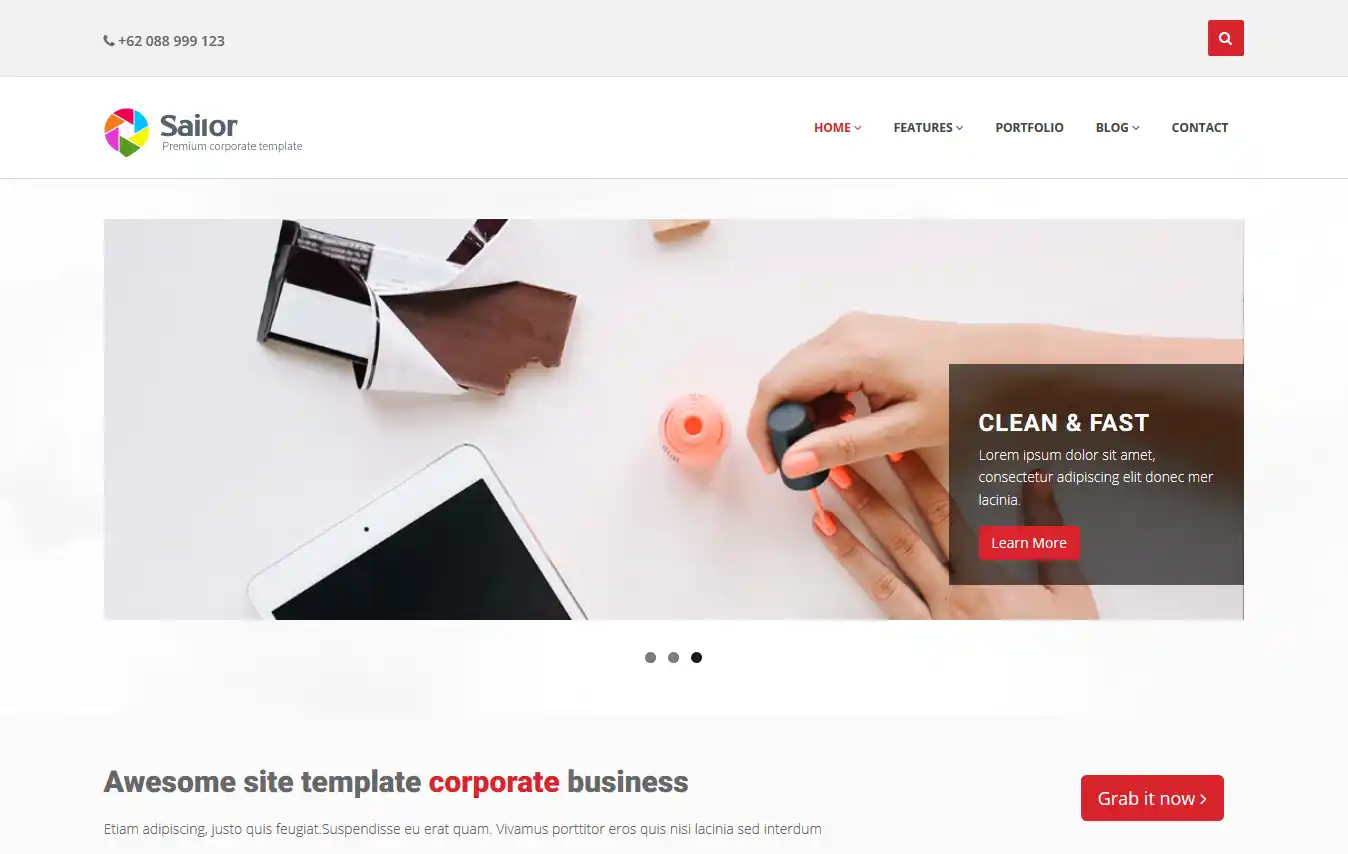 +62 088 999 123
Sailor
Premium corporate template
HOME FEATURES PORTFOLIO BLOG CONTACT
CLEAN & FAST
Lorem ipsum dolor sit amet,
consectetur adipiscing elit donec mer
lacinia.
Learn More
Awesome site template corporate business
Grab it now
Etiam adipiscing, justo quis feugiat.Suspendisse eu erat quam. Vivamus porttitor eros quis nisi lacinia sed interdum